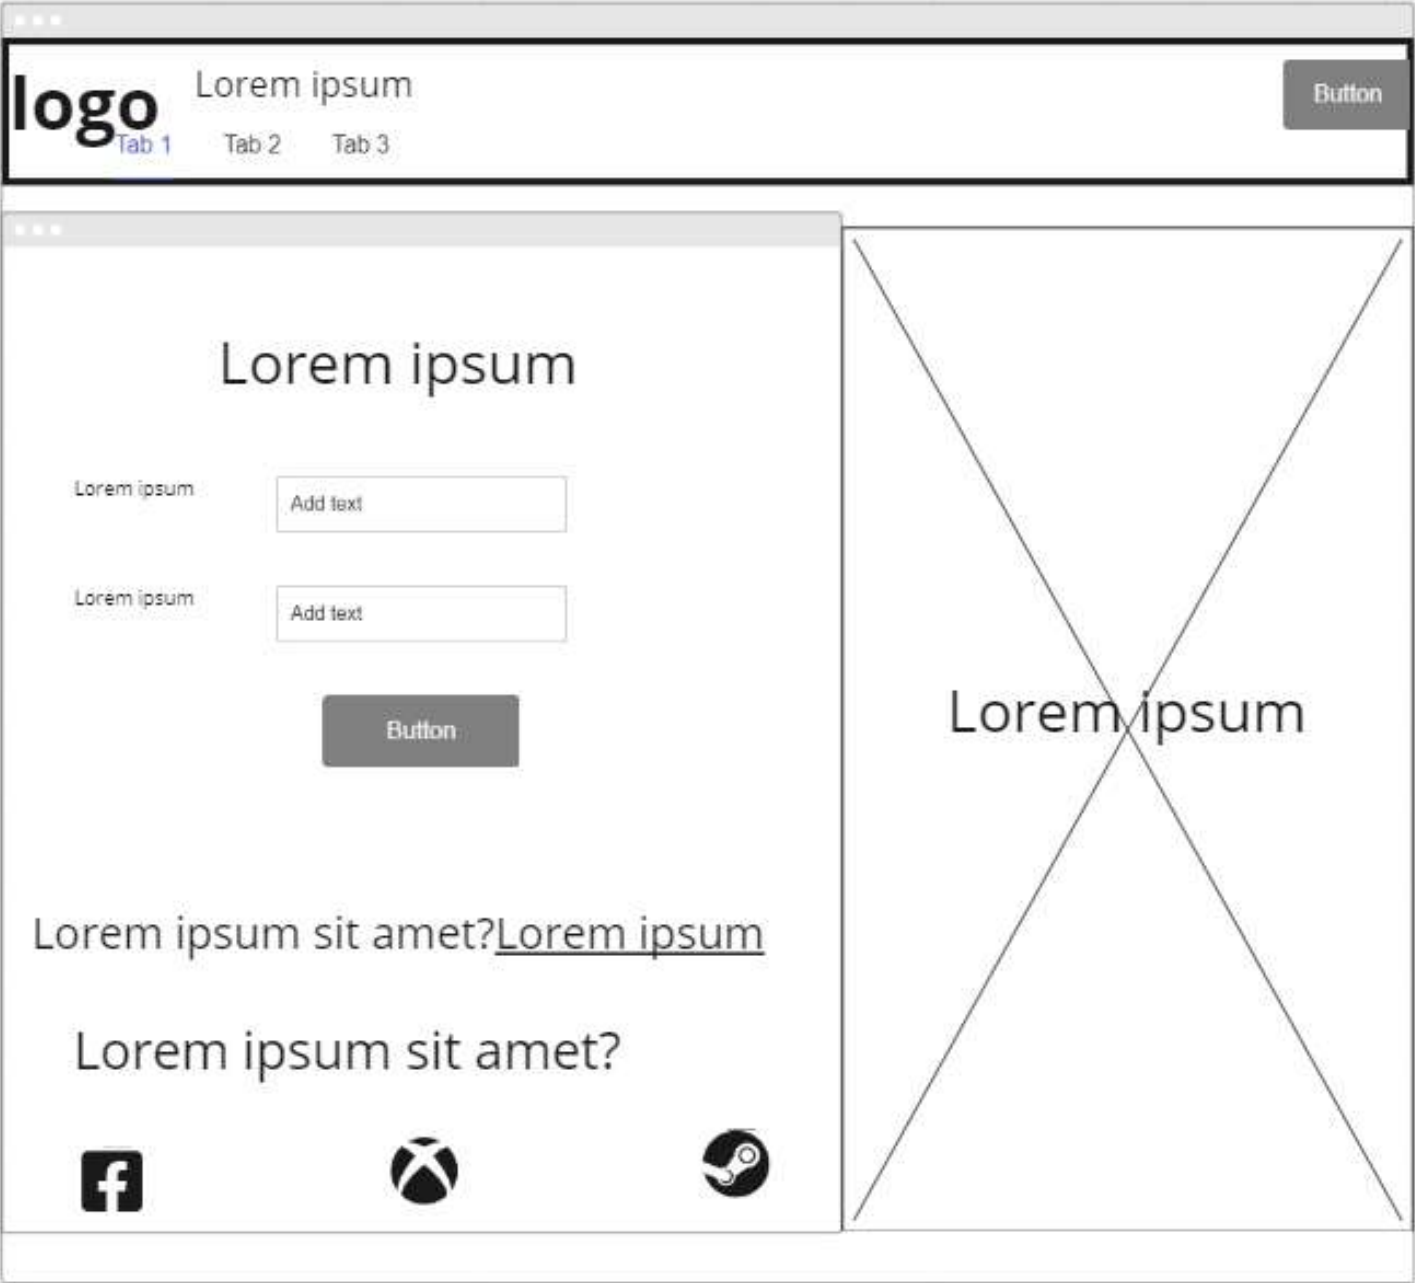 logo
Lorem ipsum
Button
Tab 1 Tab 2 Tab 3
Lorem ipsum
Lorem ipsum Add text
Lorem ipsum Add text
Button
Lorem ipsum
Lorem ipsum sit amet?Lorem ipsum
Lorem ipsum sit amet?